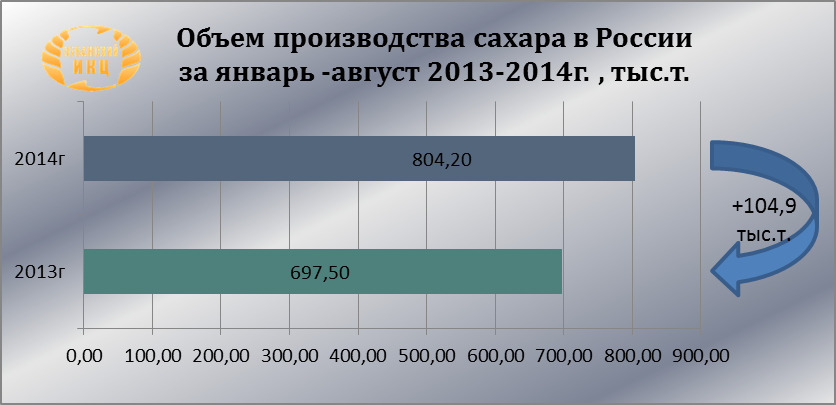 ИКЦ
Объем производства сахара в России
за январь -август 2013-2014г. , тыс.т.
2014г
804,20
+104,9
тыс.т.
2013г
697,50
0,00 100,00 200,00 300,00 400,00 500,00 600,00 700,00 800,00 900,00